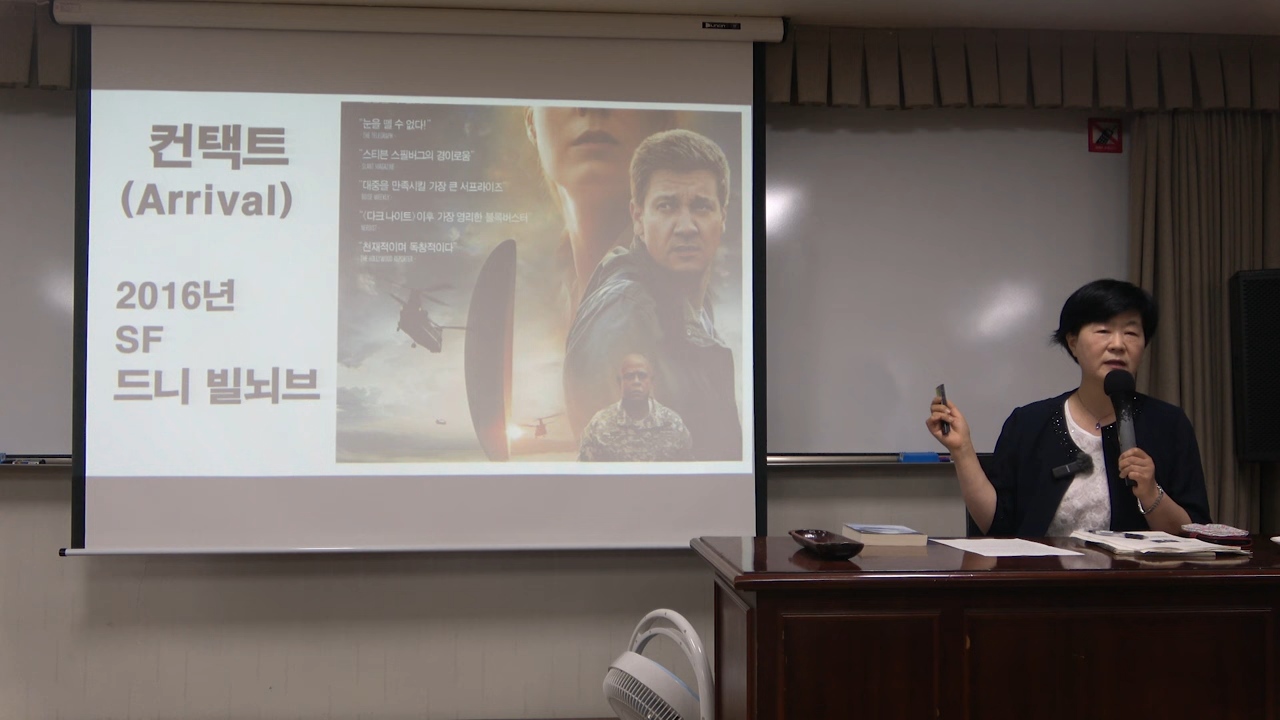 컨택트
(Arrival)
2016년
SF
드니 빌뇌브
"눈을 뗄 수 없다!"
"스티븐 스필버그의 경이로움"
"대중을 만족시킬 가장 큰 서프라이즈"
"<다크 나이트>이후 가장 영리한 블록버스터"
"천재적이며 독창적이다"